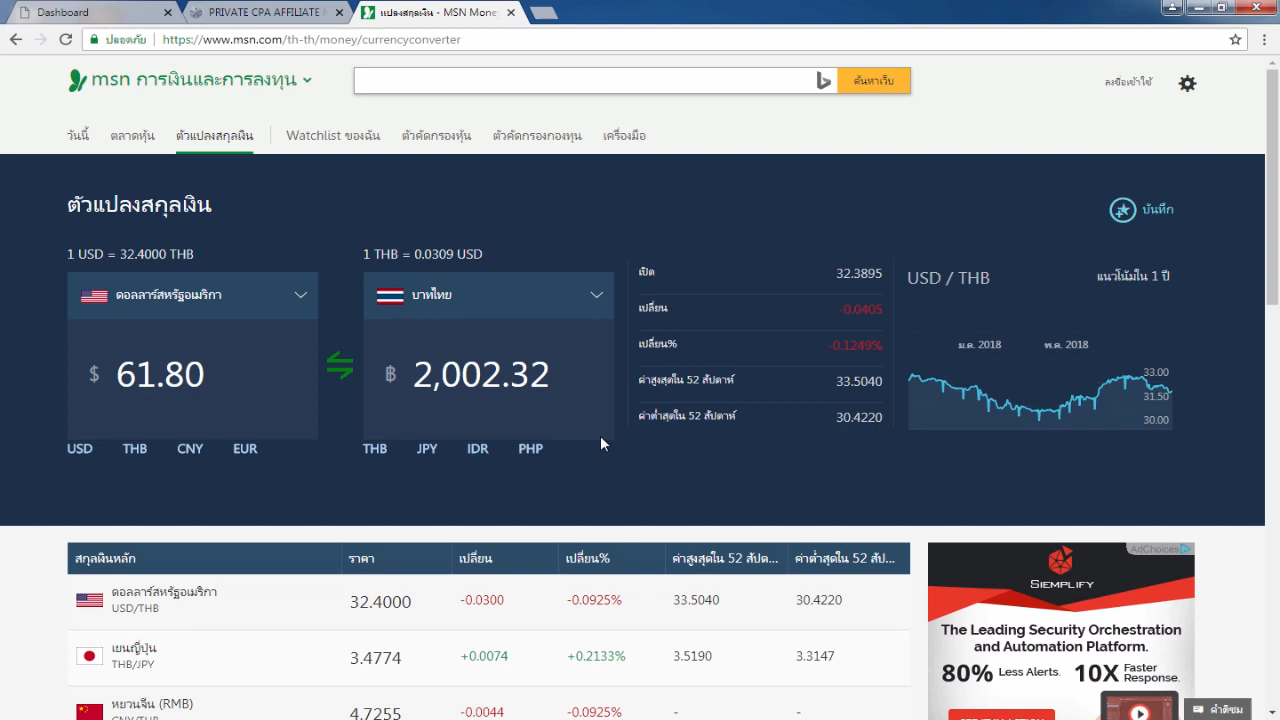 Dashboard
PRIVATE CPA AFFILIATE
แปลงสกุลเงิน - MSN Mone
ปลอดภัย
https://www.msn.com/th-th/money/currencyconverter
msn การเงินและการลงทุน
ค้นหาเว็บ
ลงชื่อเข้าใช้
วันนี้
ตลาดหุ้น
ตัวแปลงสกุลเงิน
Watchlist ของฉัน
ตัวคัดกรองหุ้น
ตัวคัดกรองกองทุน
เครื่องมือ
ตัวแปลงสกุลเงิน
บันทึก
1 USD = 32.4000 THB
1 THB = 0.0309 USD
ดอลลาร์สหรัฐอเมริกา
บาทไทย
$ 61.80
฿ 2,002.32
USD THB CNY EUR
THB JPY IDR PHP
เปิด 32.3895
เปลี่ยน -0.0405
เปลี่ยน% -0.1249%
ค่าสูงสุดใน 52 สัปดาห์ 33.5040
ค่าต่ำสุดใน 52 สัปดาห์ 30.4220
USD / THB
แนวโน้มใน 1 ปี
ม.ค. 2018 พ.ค. 2018
33.00
31.50
30.00
สกุลเงินหลัก ราคา เปลี่ยน เปลี่ยน% ค่าสูงสุดใน 52 สัปด... ค่าต่ำสุดใน 52 สัป...
ดอลลาร์สหรัฐอเมริกา
USD/THB
32.4000 -0.0300 -0.0925% 33.5040 30.4220
เยนญี่ปุ่น
THB/JPY
3.4774 +0.0074 +0.2133% 3.5190 3.3147
หยวนจีน (RMB)
CNY/THB
4.7255 -0.0044 -0.0925% - -
AdChoices
SIEMPLIFY
The Leading Security Orchestration
and Automation Platform.
80% Less Alerts. 10X Faster Response.
คำติชม